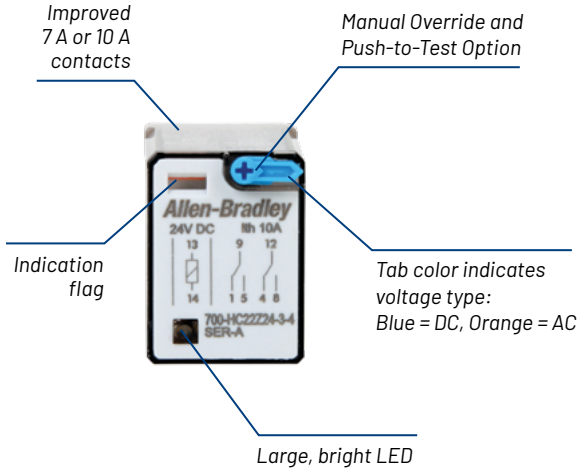 Improved
7 A or 10 A
contacts
Manual Override and
Push-to-Test Option
Allen-Bradley
24V DC Ith 10A
13 9 12
14 1 5 4 8
700-HC22Z24-3-4
SER-A
Indication
flag
Tab color indicates
voltage type:
Blue = DC, Orange = AC
Large, bright LED